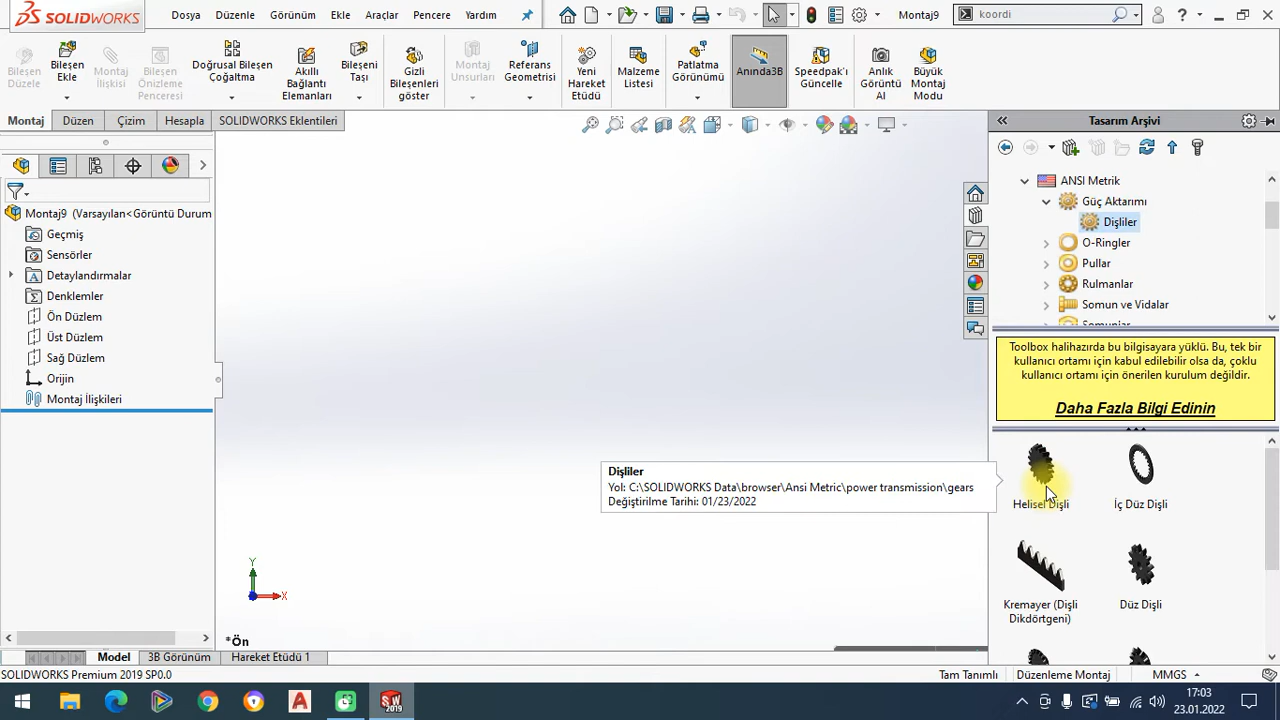 SOLIDWORKS
Dosya Düzenle Görünüm Ekle Araçlar Pencere Yardım
Montaj9
koordi
Bileşen Düzele
Bileşen Ekle
Montaj İlişkisi
Bileşen Önizleme Penceresi
Doğrusal Bileşen Çoğaltma
Akıllı Bağlantı Elemanları
Bileşeni Taşı
Gizli Bileşenleri göster
Montaj Unsurları
Referans Geometrisi
Yeni Hareket Etüdü
Malzeme Listesi
Patlatma Görünümü
Anında3B
Speedpak'ı Güncelle
Anlık Görüntü Al
Büyük Montaj Modu
Montaj Düzen Çizim Hesapla SOLIDWORKS Eklentileri
Tasarım Arşivi
Montaj9 (Varsayılan<Görüntü Durum
Geçmiş
Sensörler
Detaylandırmalar
Denklemler
Ön Düzlem
Üst Düzlem
Sağ Düzlem
Orijin
Montaj İlişkileri
ANSI Metrik
Güç Aktarımı
Dişliler
O-Ringler
Pullar
Rulmanlar
Somun ve Vidalar
Somunlar
Toolbox halihazırda bu bilgisayara yüklü. Bu, tek bir
kullanıcı ortamı için kabul edilebilir olsa da, çoklu
kullanıcı ortamı için önerilen kurulum değildir.
Daha Fazla Bilgi Edinin
Dişliler
Yol: C:\SOLIDWORKS Data\browser\Ansi Metric\power transmission\gears
Değiştirilme Tarihi: 01/23/2022
Helisel Dişli
İç Düz Dişli
Kremayer (Dişli
Dikdörtgeni)
Düz Dişli
Y
X
*Ön
Model 3B Görünüm Hareket Etüdü 1
SOLIDWORKS Premium 2019 SP0.0
Tam Tanımlı Düzenleme Montaj MMGS
SW
2019
17:03
23.01.2022